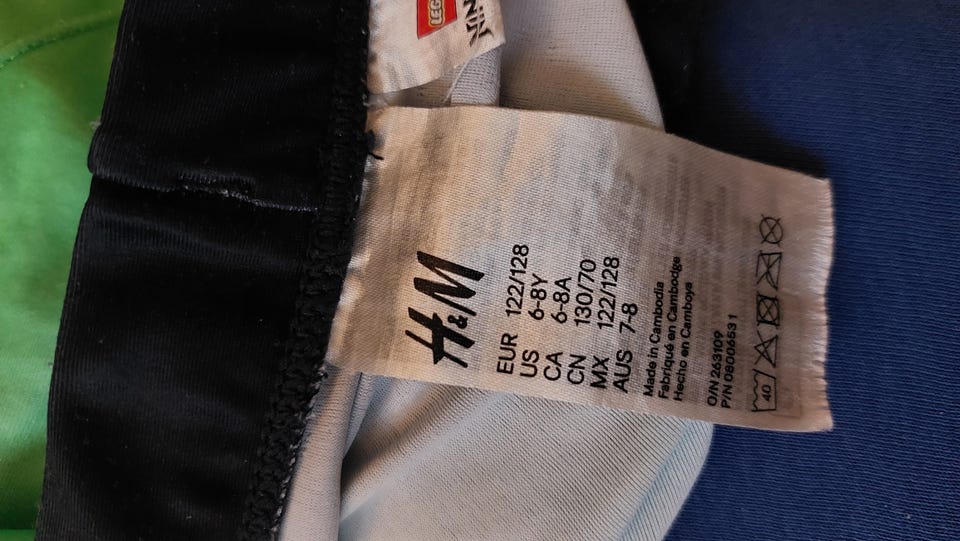 LEGO
H&M
EUR 122/128
US 6-8Y
CA 6-8A
CN 130/70
MX 122/128
AUS 7-8
Made in Cambodia
Fabriqué en Cambodge
Hecho en Camboya
O/N 263109
P/N 08006531
40